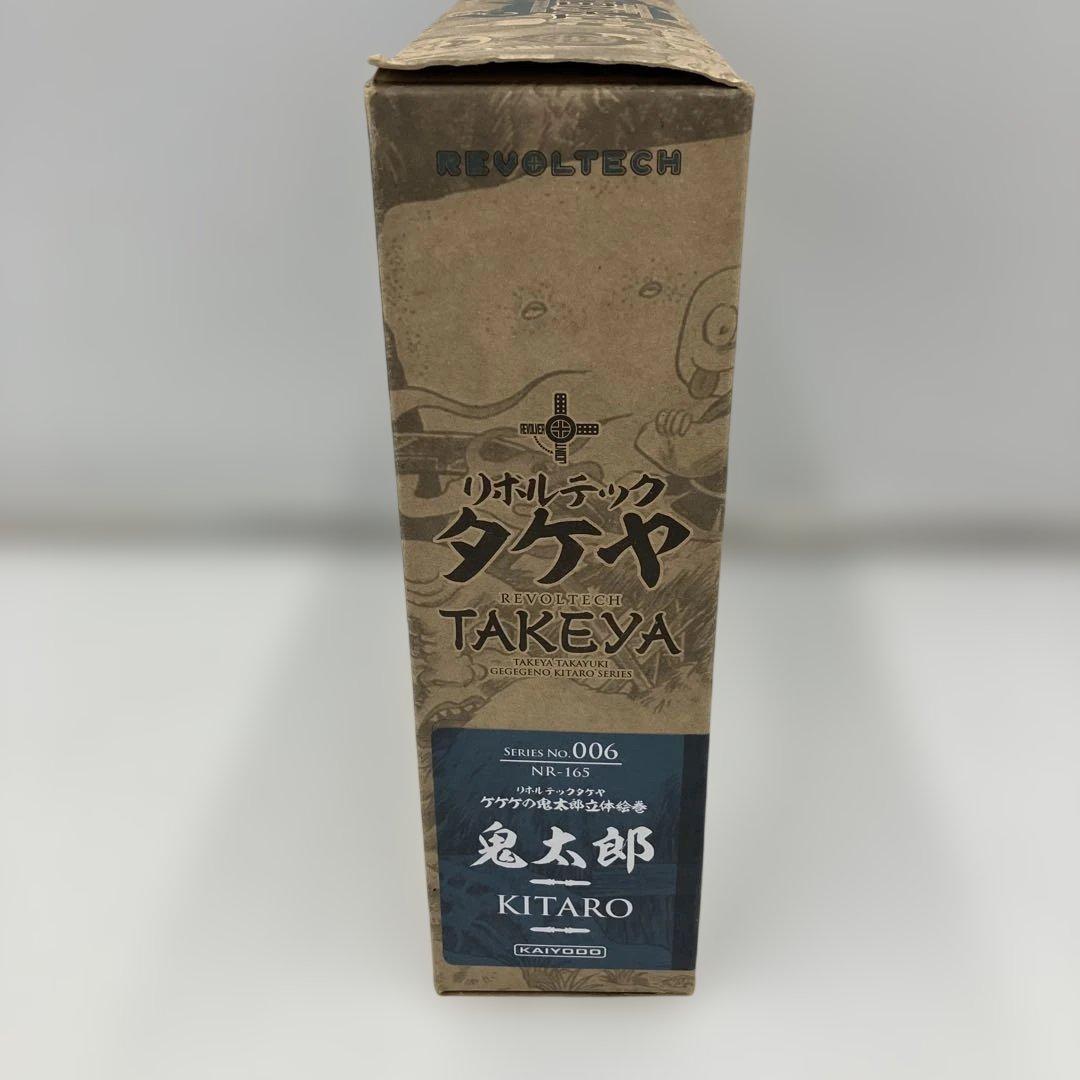 REVOLTECH
REVOLVER
JOINT
リボルテック
タケヤ
REVOLTECH
TAKEYA
TAKEYA TAKAYUKI
GEGEGENO KITARO SERIES
SERIES NO.006
NR-165
リボルテックタケヤ
ゲゲゲの鬼太郎立体絵巻
鬼太郎
KITARO
KAIYODO